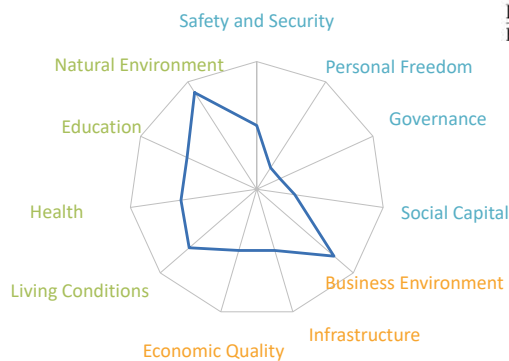 Safety and Security
Natural Environment
Personal Freedom
Education
Governance
Health
Social Capital
Living Conditions
Business Environment
Infrastructure
Economic Quality